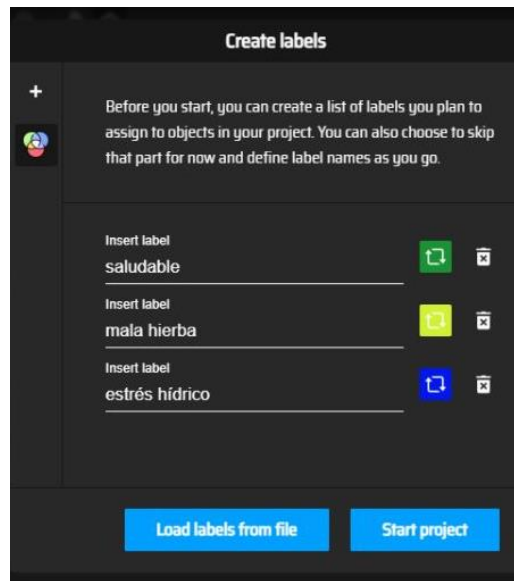 Create labels
Before you start, you can create a list of labels you plan to
assign to objects in your project. You can also choose to skip
that part for now and define label names as you go.
Insert label
saludable
Insert label
mala hierba
Insert label
estrés hídrico
Load labels from file
Start project